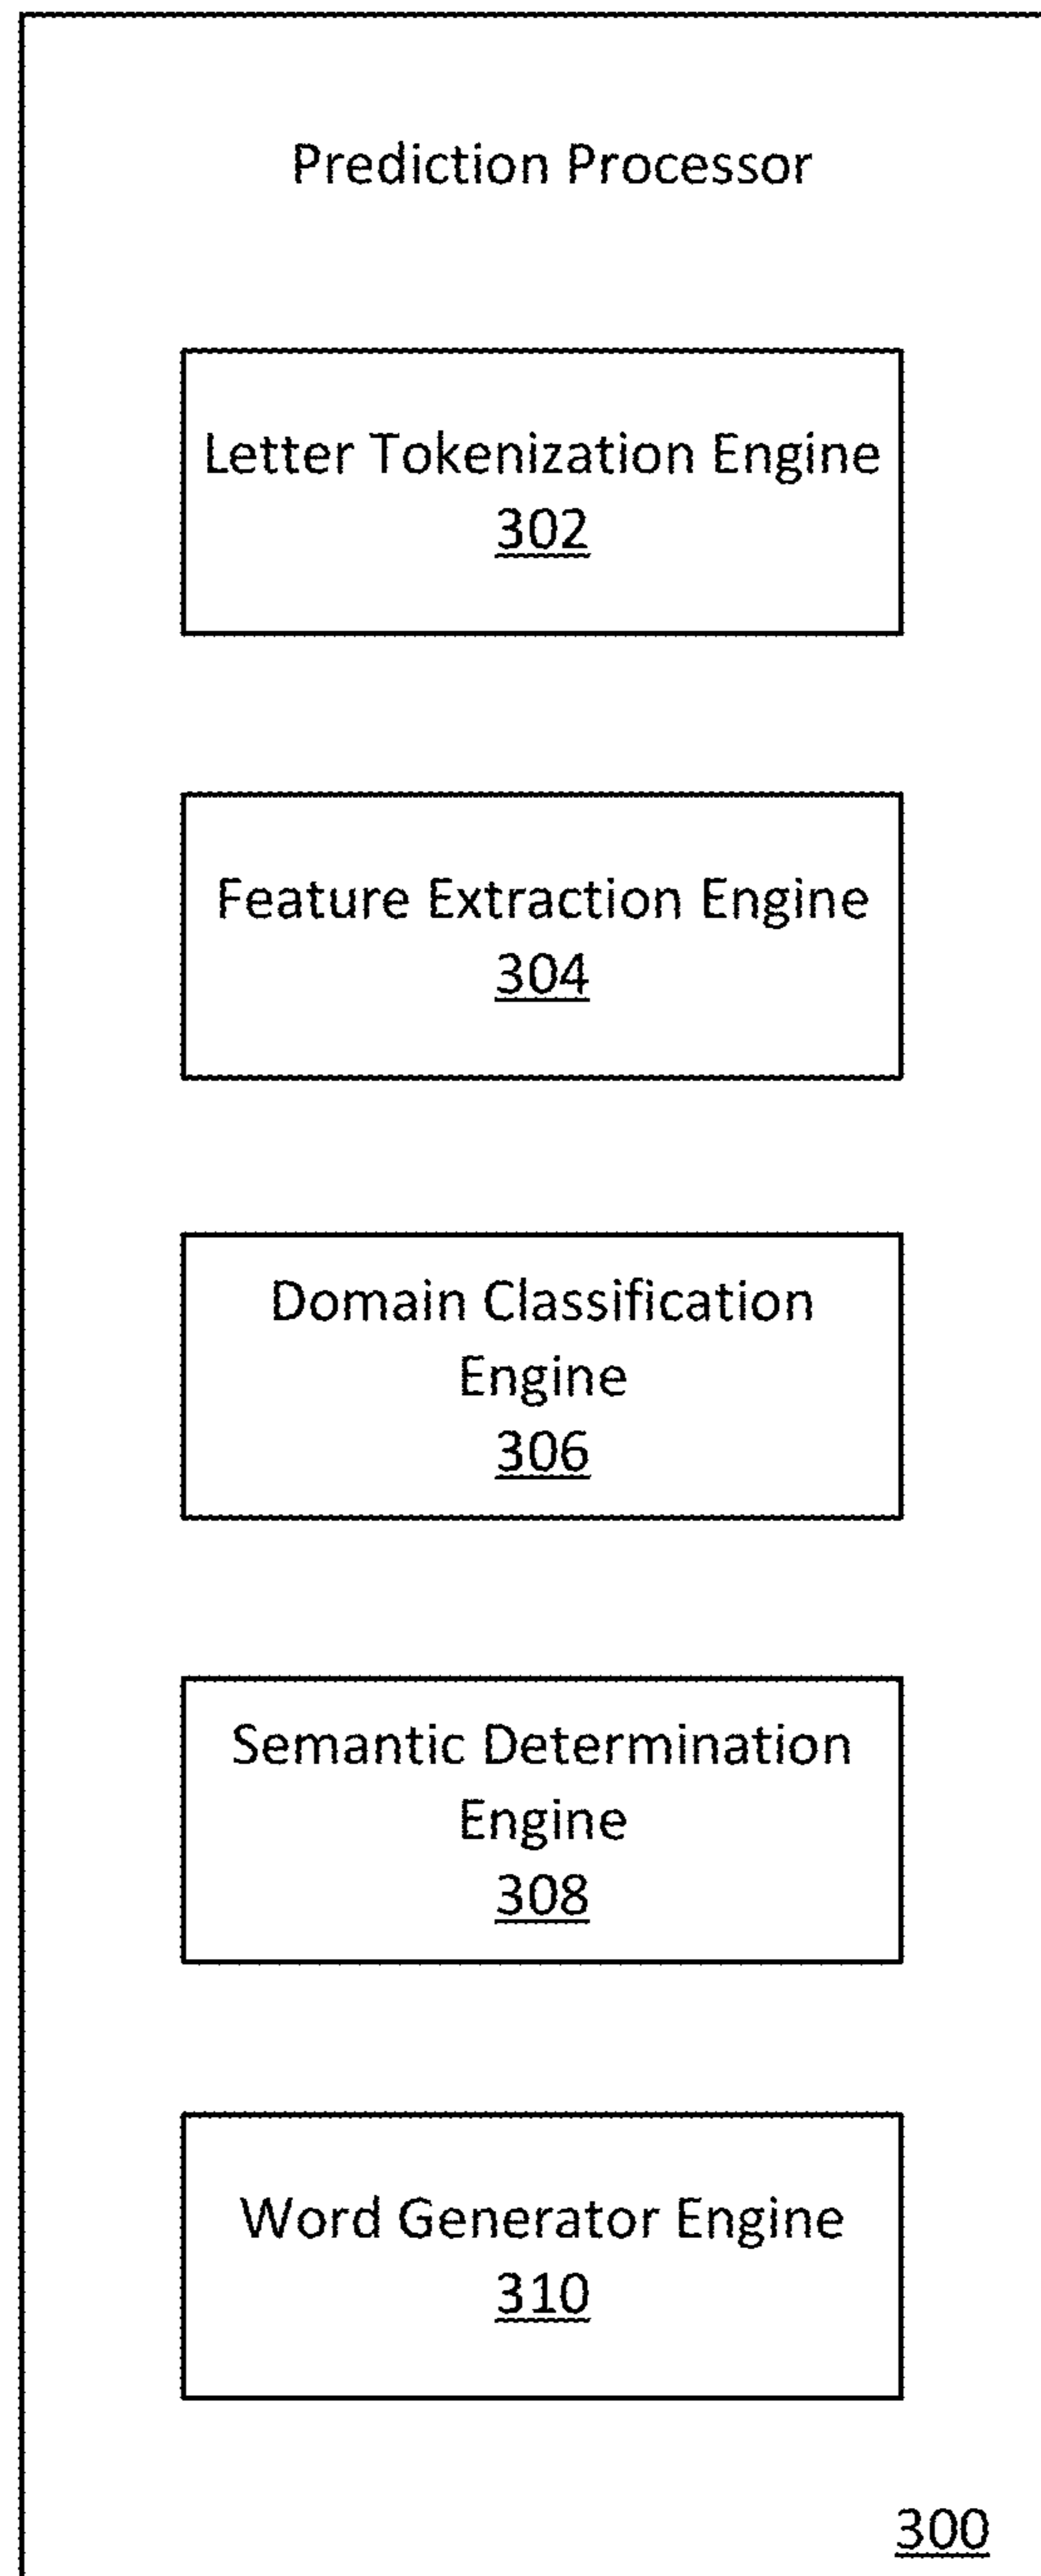 Prediction Processor
Letter Tokenization Engine
302
Feature Extraction Engine
304
Domain Classification
Engine
306
Semantic Determination
Engine
308
Word Generator Engine
310
300